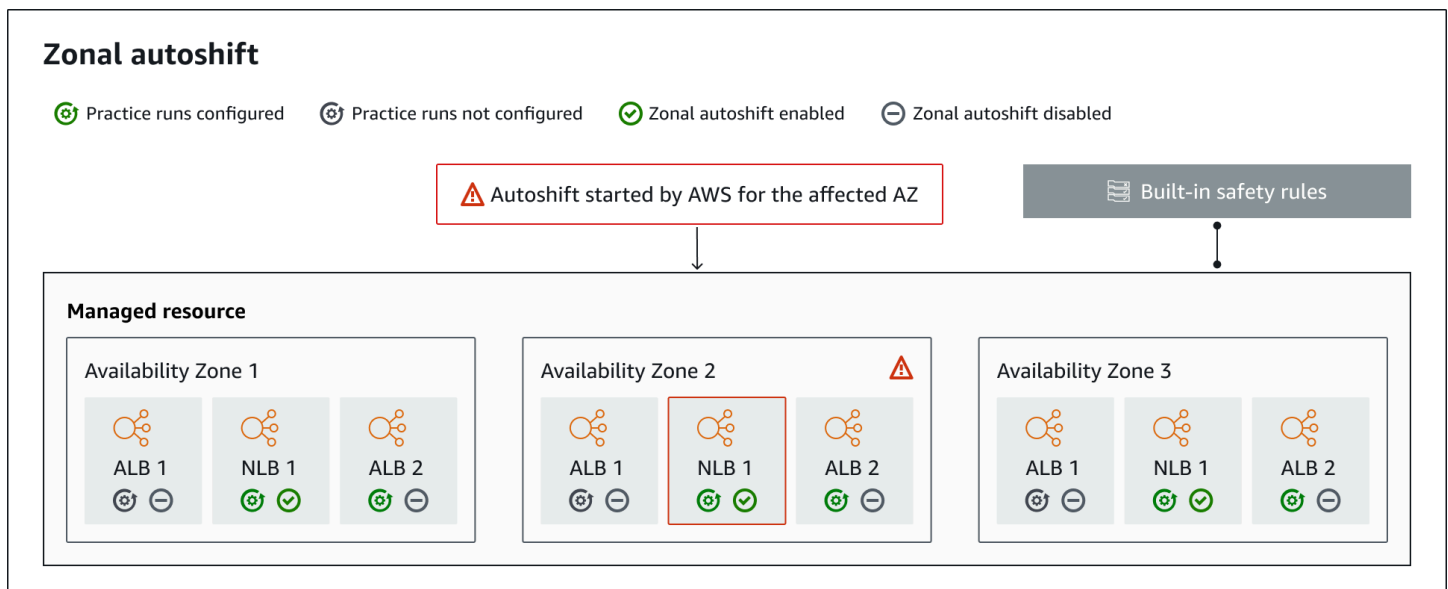 Zonal autoshift
Practice runs configured
Practice runs not configured
Zonal autoshift enabled
Zonal autoshift disabled
Autoshift started by AWS for the affected AZ
Built-in safety rules
Managed resource
Availability Zone 1
ALB 1
NLB 1
ALB 2
Availability Zone 2
ALB 1
NLB 1
ALB 2
Availability Zone 3
ALB 1
NLB 1
ALB 2